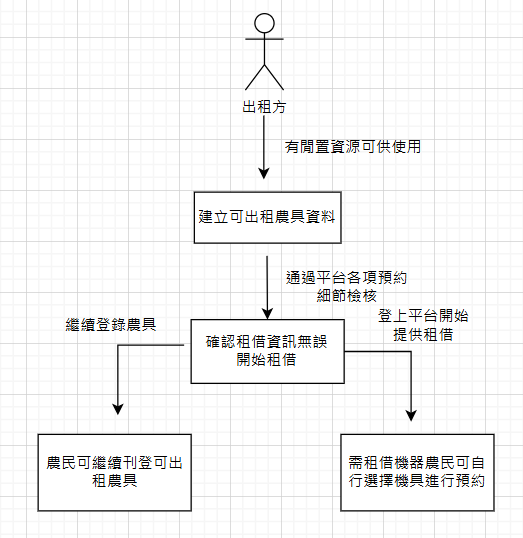 出租方
有閒置資源可供使用
建立可出租農具資料
通過平台各項預約
細節檢核
登上平台開始
提供租借
繼續登錄農具
確認租借資訊無誤
開始租借
農民可繼續刊登可出
租農具
需租借機器農民可自
行選擇機具進行預約